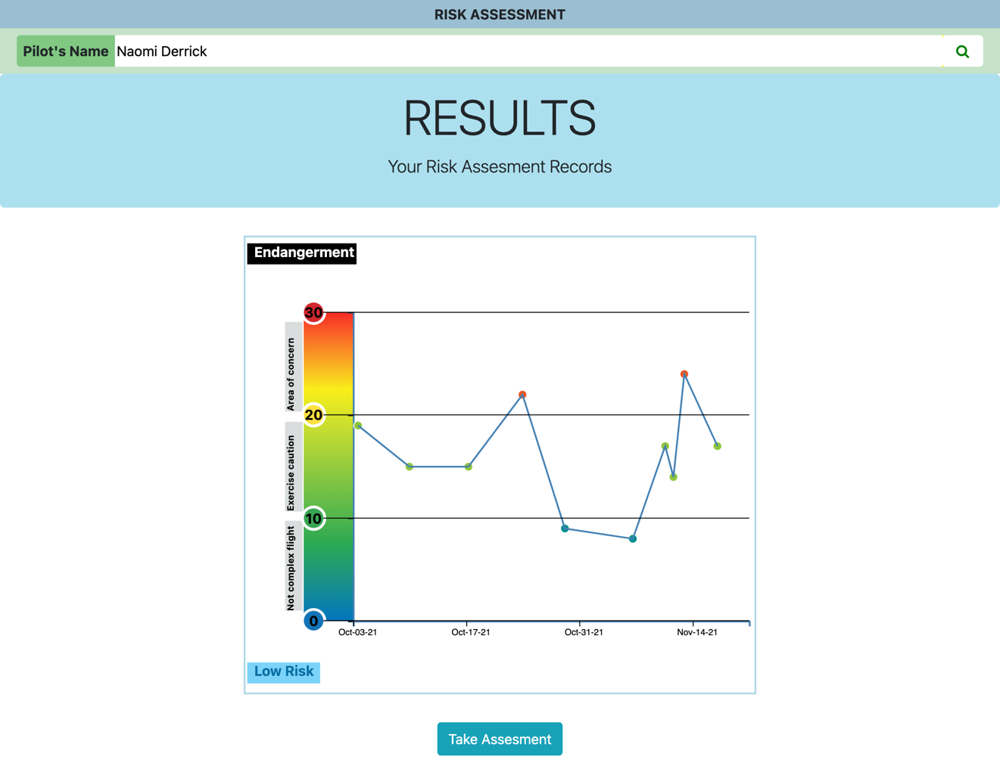 RISK ASSESSMENT
Pilot's Name Naomi Derrick
RESULTS
Your Risk Assesment Records
Endangerment
30
Area of concern
20
Exercise caution
10
Not complex flight
0
Oct-03-21 Oct-17-21 Oct-31-21 Nov-14-21
Low Risk
Take Assesment